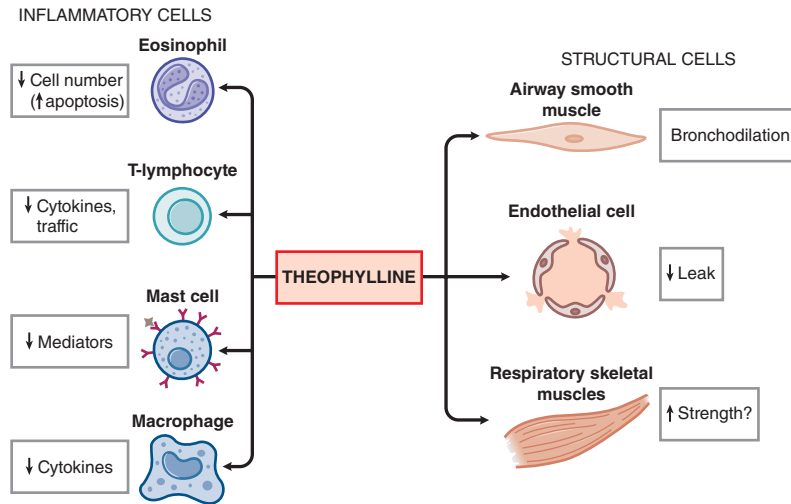 INFLAMMATORY CELLS
Eosinophil
↓ Cell number
(↑ apoptosis)
T-lymphocyte
↓ Cytokines,
traffic
Mast cell
↓ Mediators
Macrophage
↓ Cytokines
THEOPHYLLINE
STRUCTURAL CELLS
Airway smooth
muscle
Bronchodilation
Endothelial cell
↓ Leak
Respiratory skeletal
muscles
↑ Strength?